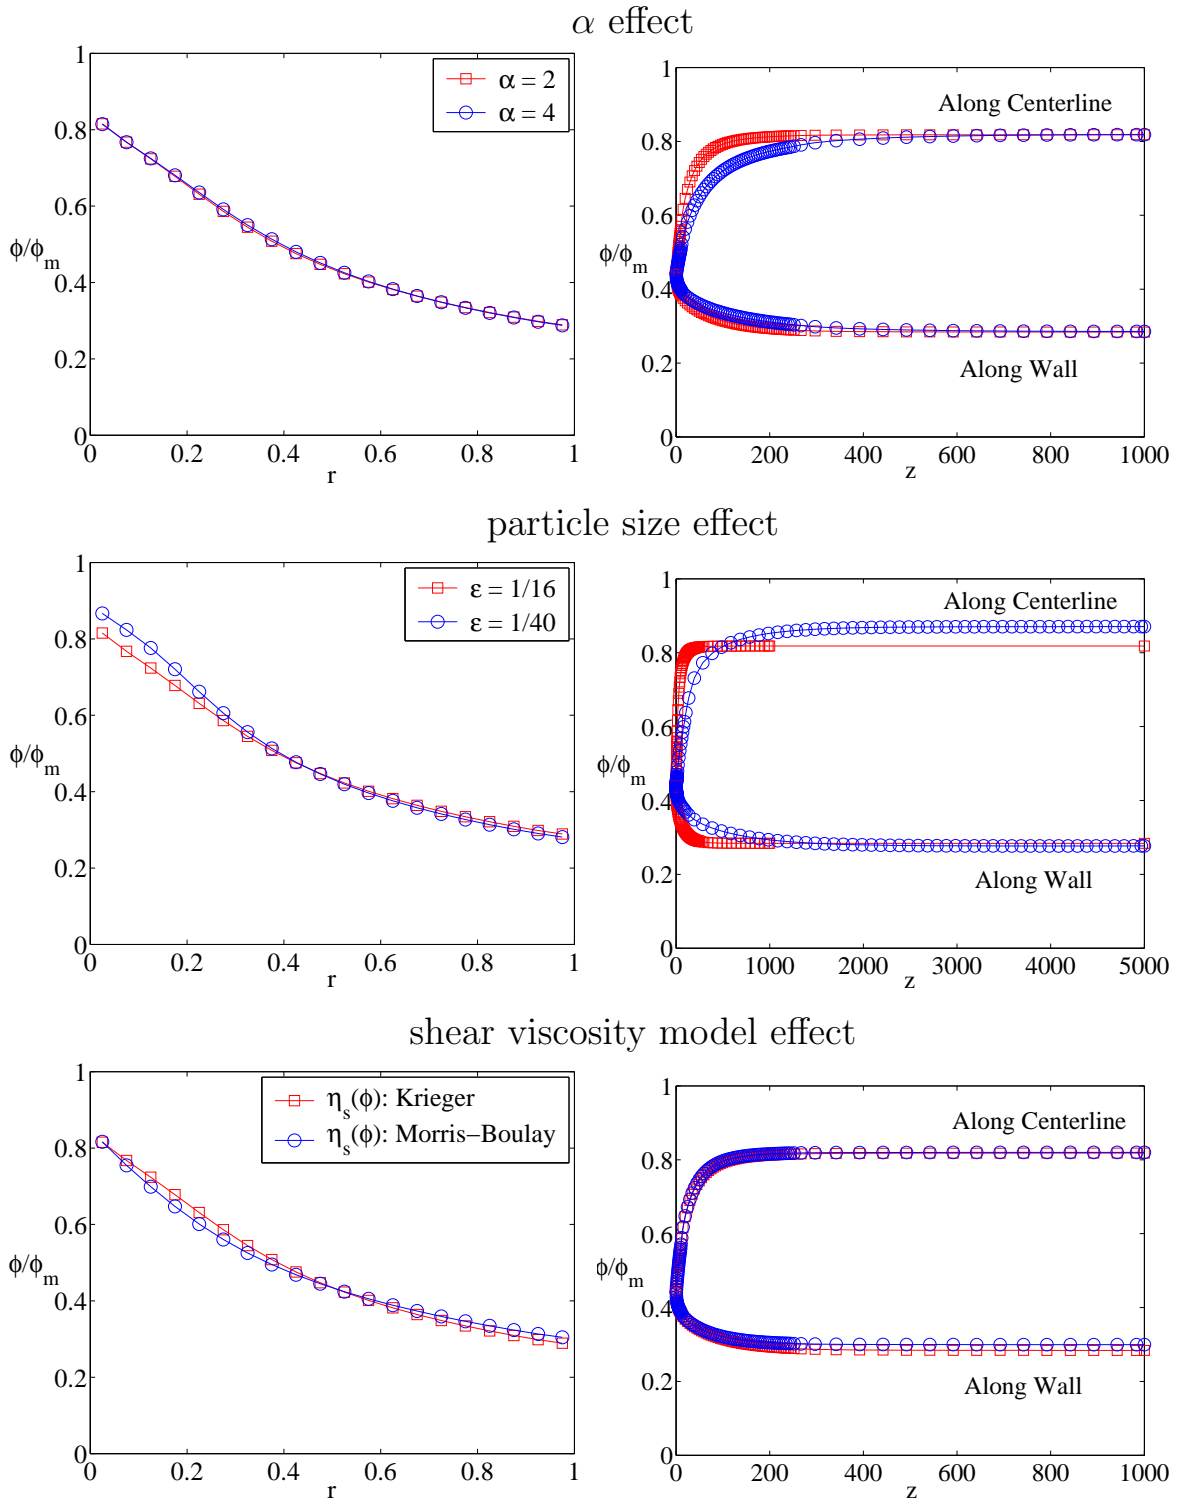 α effect
1
0.8
0.6
ϕ/ϕm
0.4
0.2
0
0 0.2 0.4 0.6 0.8 1
r
α = 2
α = 4
1
0.8
0.6
ϕ/ϕm
0.4
0.2
0
0 200 400 600 800 1000
z
Along Centerline
Along Wall
particle size effect
1
0.8
0.6
ϕ/ϕm
0.4
0.2
0
0 0.2 0.4 0.6 0.8 1
r
ε = 1/16
ε = 1/40
1
0.8
0.6
ϕ/ϕm
0.4
0.2
0
0 1000 2000 3000 4000 5000
z
Along Centerline
Along Wall
shear viscosity model effect
1
0.8
0.6
ϕ/ϕm
0.4
0.2
0
0 0.2 0.4 0.6 0.8 1
r
ηs(ϕ): Krieger
ηs(ϕ): Morris−Boulay
1
0.8
0.6
ϕ/ϕm
0.4
0.2
0
0 200 400 600 800 1000
z
Along Centerline
Along Wall